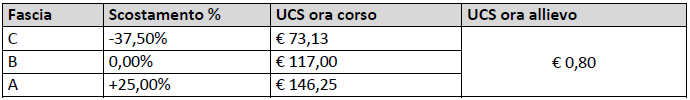 Fascia Scostamento % UCS ora corso UCS ora allievo
C -37,50% € 73,13
B 0,00% € 117,00 € 0,80
A +25,00% € 146,25